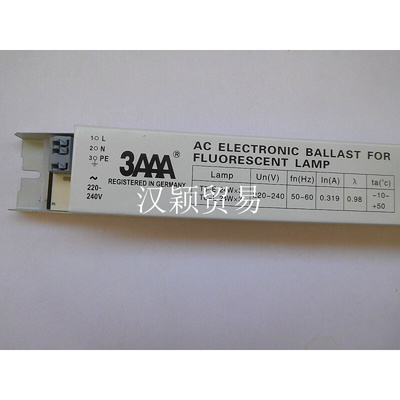 1○ L
2○ N
3○ PE
~
220-
240V
3AAA®
REGISTERED IN GERMANY
AC ELECTRONIC BALLAST FOR
FLUORESCENT LAMP
Lamp Un(V) fn(Hz) In(A) λ ta(°c)
220-240 50-60 0.319 0.98 -10-
+50
汉颖贸易